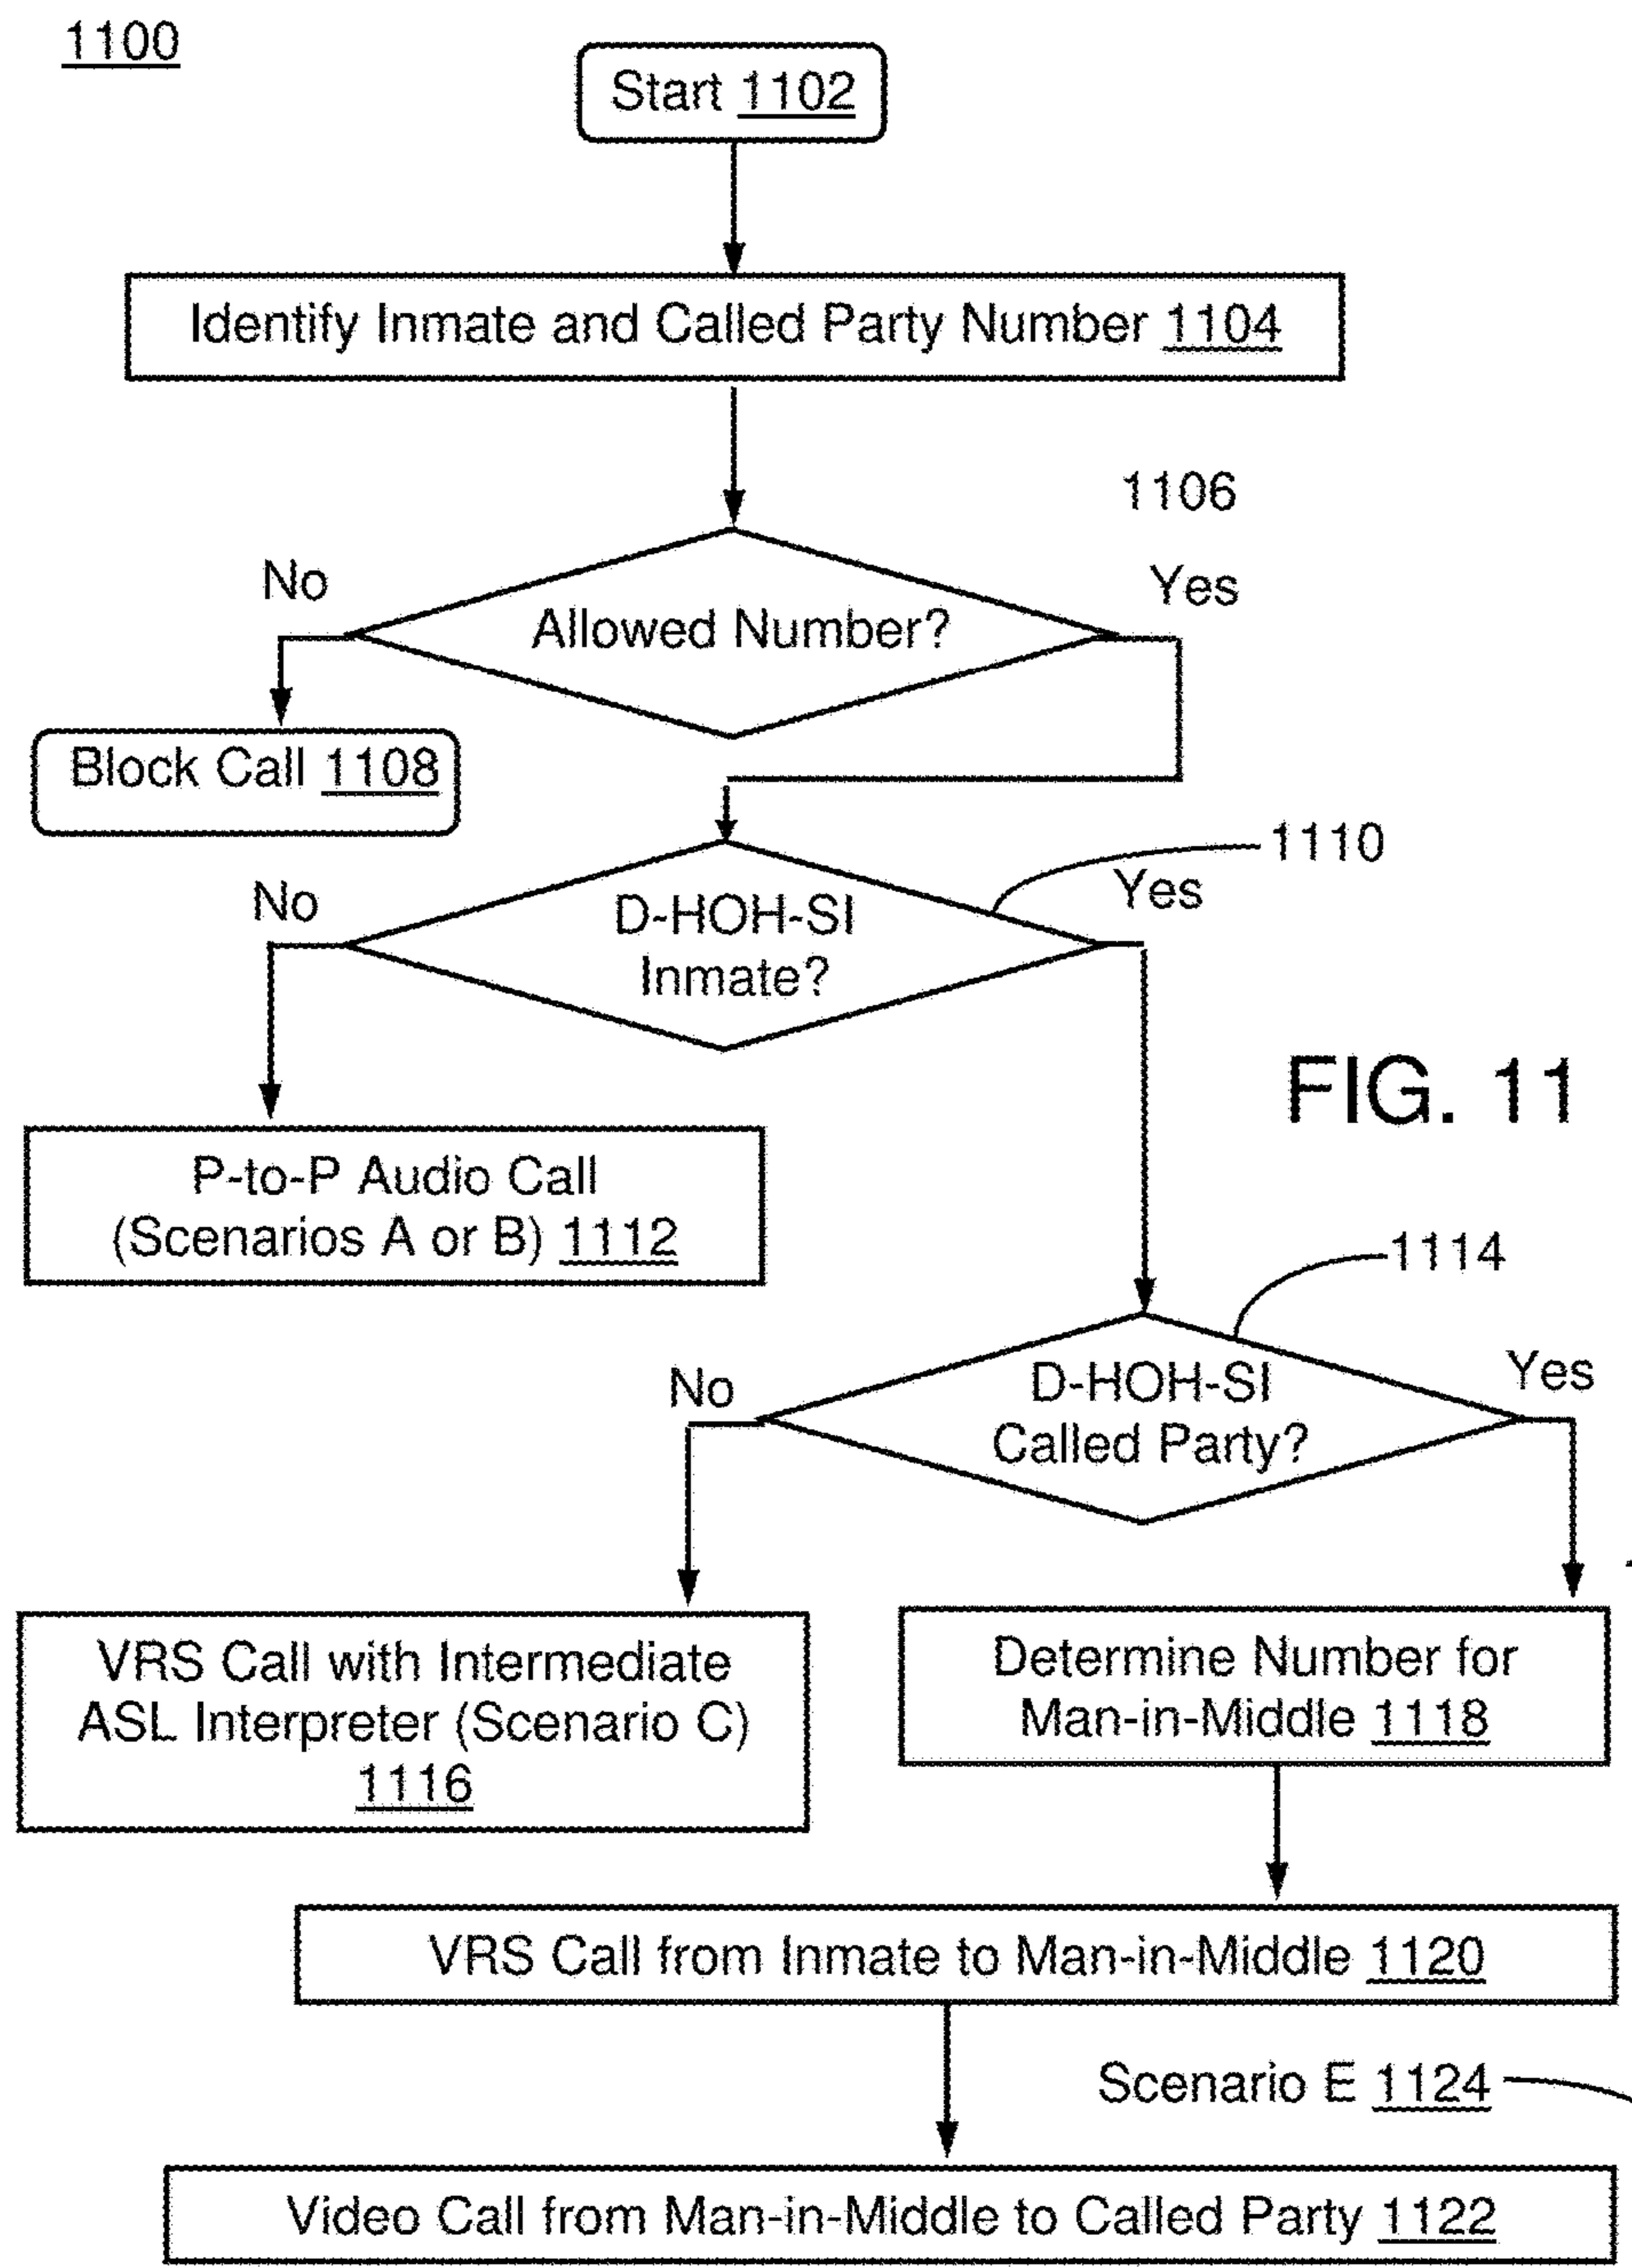 1100
Start 1102
Identify Inmate and Called Party Number 1104
1106
No
Yes
Allowed Number?
Block Call 1108
1110
No
Yes
D-HOH-SI
Inmate?
FIG. 11
P-to-P Audio Call
(Scenarios A or B) 1112
1114
No
Yes
D-HOH-SI
Called Party?
VRS Call with Intermediate
ASL Interpreter (Scenario C)
1116
Determine Number for
Man-in-Middle 1118
VRS Call from Inmate to Man-in-Middle 1120
Scenario E 1124
Video Call from Man-in-Middle to Called Party 1122